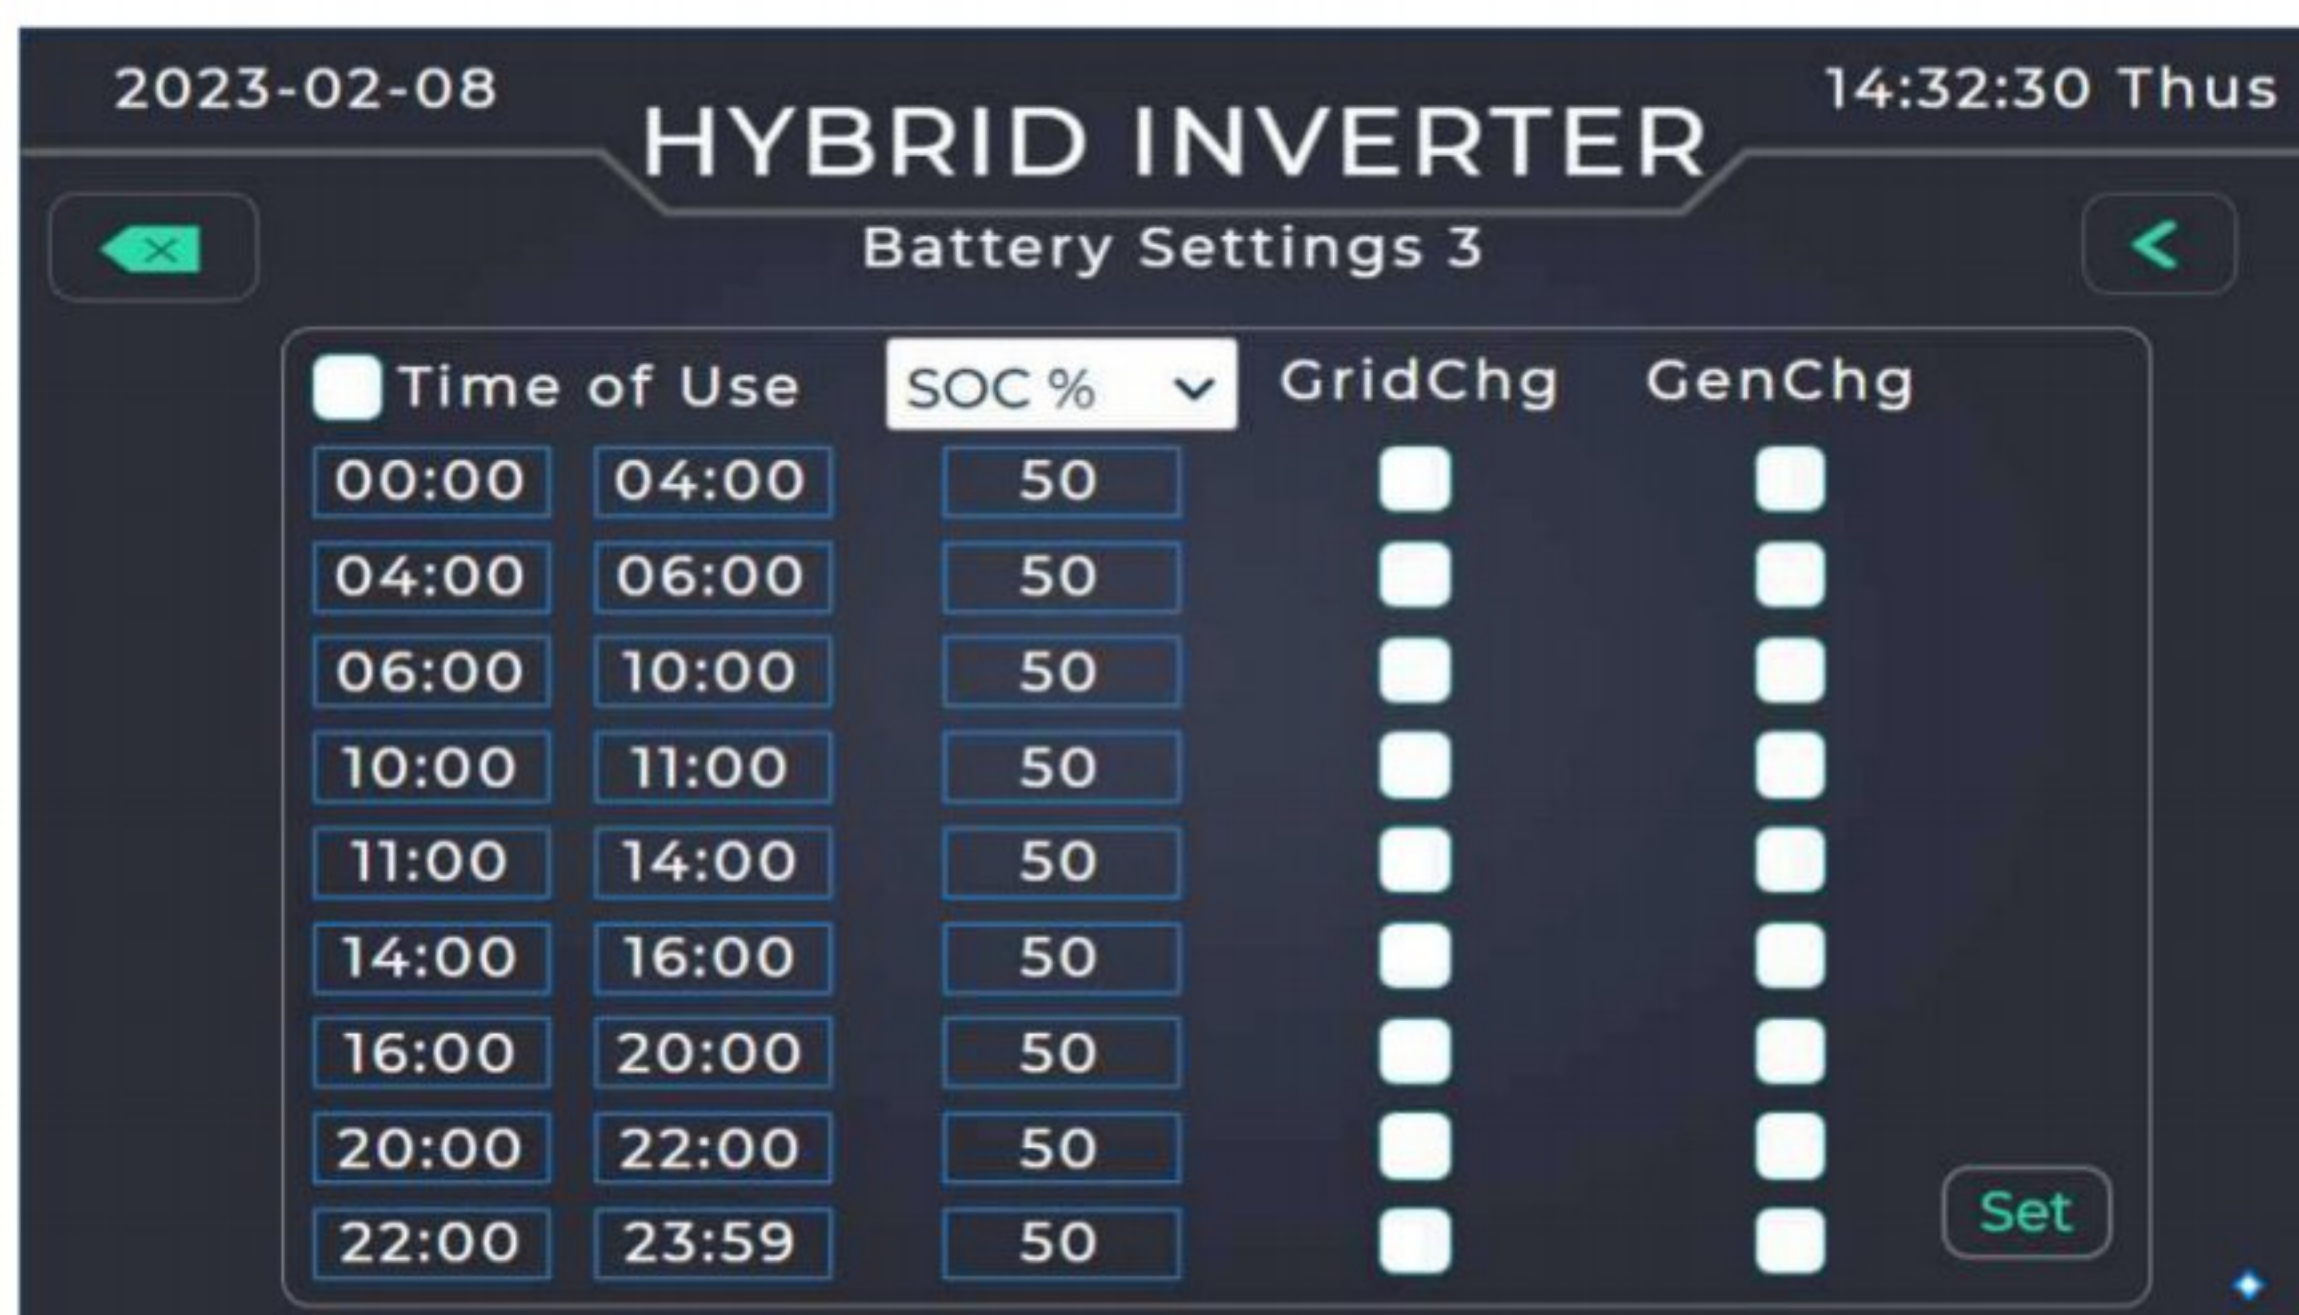 2023-02-08
14:32:30 Thus
HYBRID INVERTER
Battery Settings 3
Time of Use SOC % GridChg GenChg
00:00 04:00 50
04:00 06:00 50
06:00 10:00 50
10:00 11:00 50
11:00 14:00 50
14:00 16:00 50
16:00 20:00 50
20:00 22:00 50
22:00 23:59 50
Set